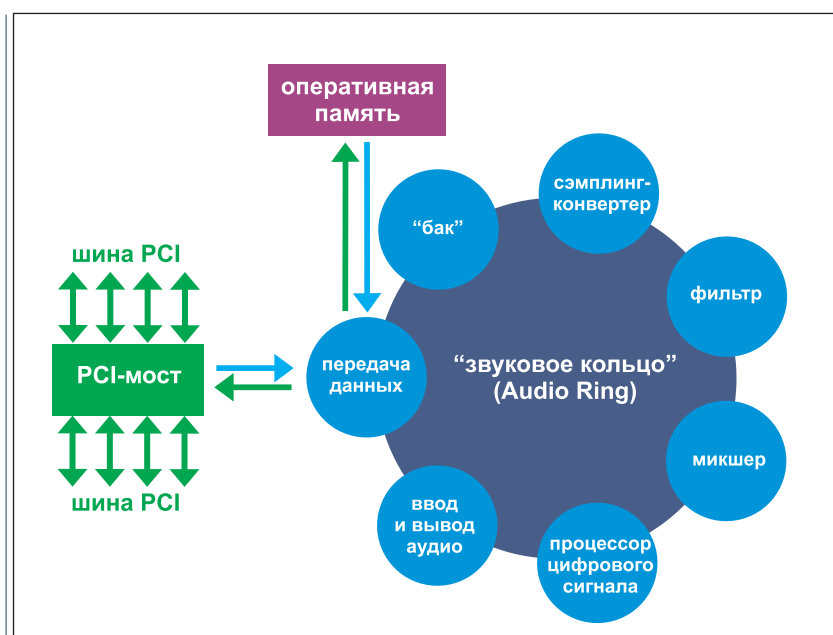 оперативная
память
сэмплинг-
конвертер
“бак”
шина PCI
фильтр
PCI-мост
передача
данных
“звуковое кольцо”
(Audio Ring)
микшер
шина PCI
ввод
и вывод
аудио
процессор
цифрового
сигнала